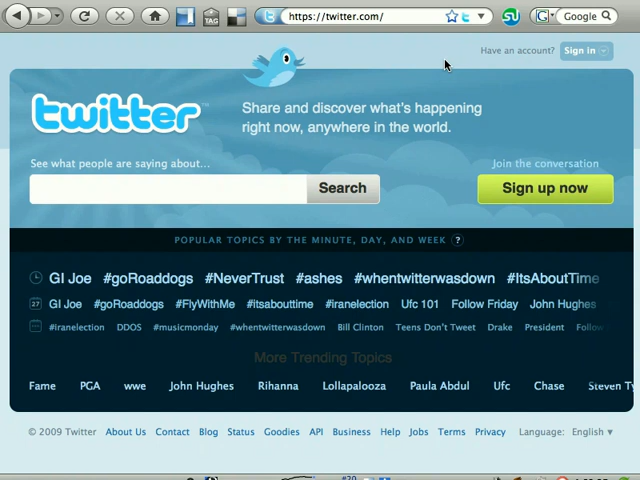 https://twitter.com/
Google
TAG
Have an account? Sign in
twitter
Share and discover what's happening
right now, anywhere in the world.
See what people are saying about...
Join the conversation
Search
Sign up now
POPULAR TOPICS BY THE MINUTE, DAY, AND WEEK ?
GI Joe #goRoaddogs #NeverTrust #ashes #whentwitterwasdown #ItsAboutTime
27 GI Joe #goRoaddogs #FlyWithMe #itsabouttime #iranelection Ufc 101 Follow Friday John Hughes
#iranelection DDOS #musicmonday #whentwitterwasdown Bill Clinton Teens Don't Tweet Drake President Follow
More Trending Topics
Fame PGA wwe John Hughes Rihanna Lollapalooza Paula Abdul Ufc Chase Steven Ty
© 2009 Twitter About Us Contact Blog Status Goodies API Business Help Jobs Terms Privacy Language: English